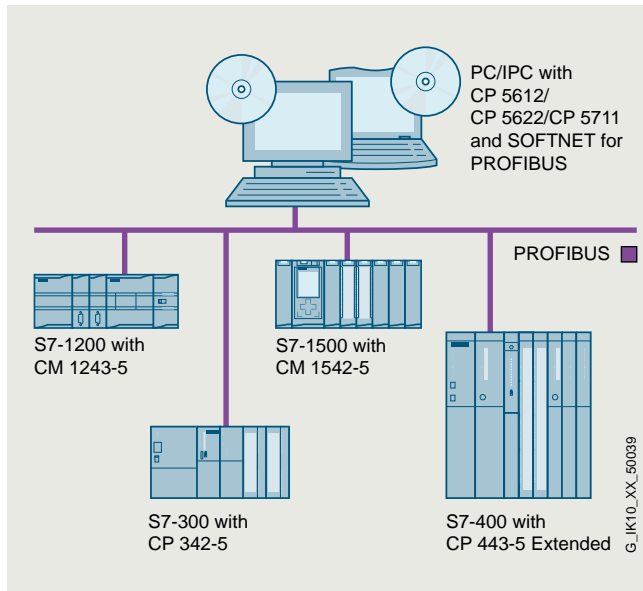 PC/IPC with
CP 5612/
CP 5622/CP 5711
and SOFTNET for
PROFIBUS
PROFIBUS
S7-1200 with
CM 1243-5
S7-1500 with
CM 1542-5
S7-300 with
CP 342-5
S7-400 with
CP 443-5 Extended
G_IK10_XX_50039